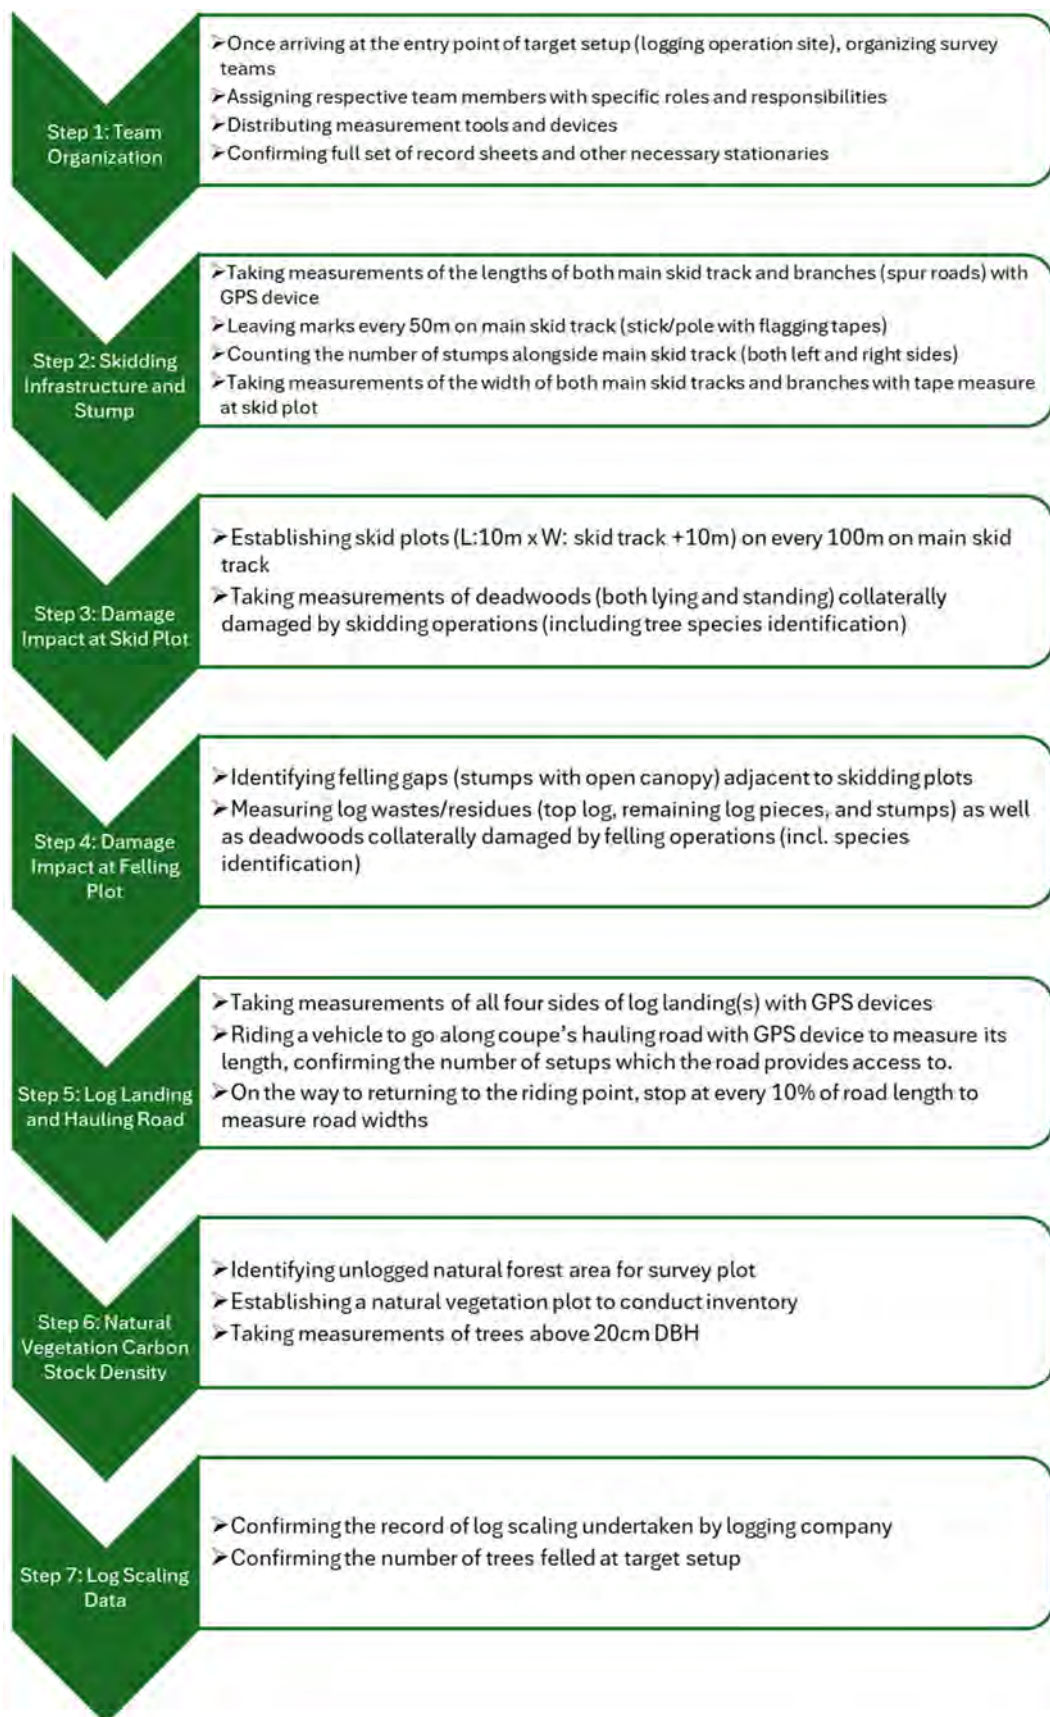 Step 1: Team
Organization
➢Once arriving at the entry point of target setup (logging operation site), organizing survey
teams
➢Assigning respective team members with specific roles and responsibilities
➢Distributing measurement tools and devices
➢Confirming full set of record sheets and other necessary stationaries
Step 2: Skidding
Infrastructure and
Stump
➢Taking measurements of the lengths of both main skid track and branches (spur roads) with
GPS device
➢Leaving marks every 50m on main skid track (stick/pole with flagging tapes)
➢Counting the number of stumps alongside main skid track (both left and right sides)
➢Taking measurements of the width of both main skid tracks and branches with tape measure
at skid plot
Step 3: Damage
Impact at Skid Plot
➢Establishing skid plots (L:10m x W: skid track +10m) on every 100m on main skid
track
➢Taking measurements of deadwoods (both lying and standing) collaterally
damaged by skidding operations (including tree species identification)
Step 4: Damage
Impact at Felling
Plot
➢Identifying felling gaps (stumps with open canopy) adjacent to skidding plots
➢Measuring log wastes/residues (top log, remaining log pieces, and stumps) as well
as deadwoods collaterally damaged by felling operations (incl. species
identification)
Step 5: Log Landing
and Hauling Road
➢Taking measurements of all four sides of log landing(s) with GPS devices
➢Riding a vehicle to go along coupe's hauling road with GPS device to measure its
length, confirming the number of setups which the road provides access to.
➢On the way to returning to the riding point, stop at every 10% of road length to
measure road widths
Step 6: Natural
Vegetation Carbon
Stock Density
➢Identifying unlogged natural forest area for survey plot
➢Establishing a natural vegetation plot to conduct inventory
➢Taking measurements of trees above 20cm DBH
Step 7: Log Scaling
Data
➢Confirming the record of log scaling undertaken by logging company
➢Confirming the number of trees felled at target setup